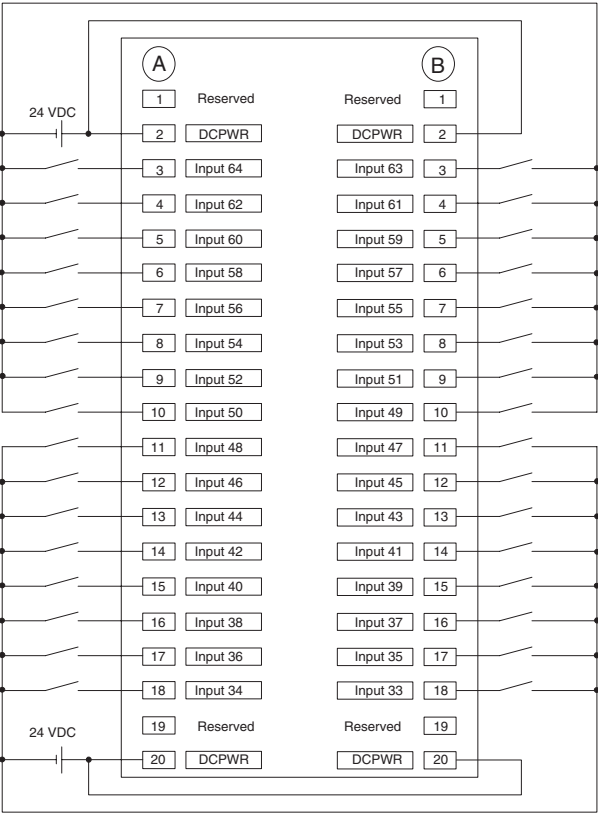 A B
1 Reserved Reserved 1
24 VDC
2 DCPWR DCPWR 2
3 Input 64 Input 63 3
4 Input 62 Input 61 4
5 Input 60 Input 59 5
6 Input 58 Input 57 6
7 Input 56 Input 55 7
8 Input 54 Input 53 8
9 Input 52 Input 51 9
10 Input 50 Input 49 10
11 Input 48 Input 47 11
12 Input 46 Input 45 12
13 Input 44 Input 43 13
14 Input 42 Input 41 14
15 Input 40 Input 39 15
16 Input 38 Input 37 16
17 Input 36 Input 35 17
18 Input 34 Input 33 18
19 Reserved Reserved 19
24 VDC
20 DCPWR DCPWR 20